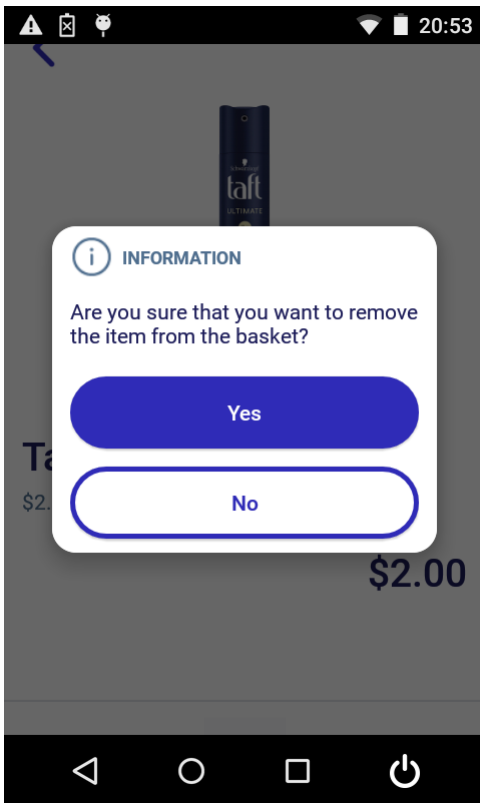 20:53
Schwarzkopf
taft
ULTIMATE
INFORMATION
Are you sure that you want to remove
the item from the basket?
Yes
No
$2.00